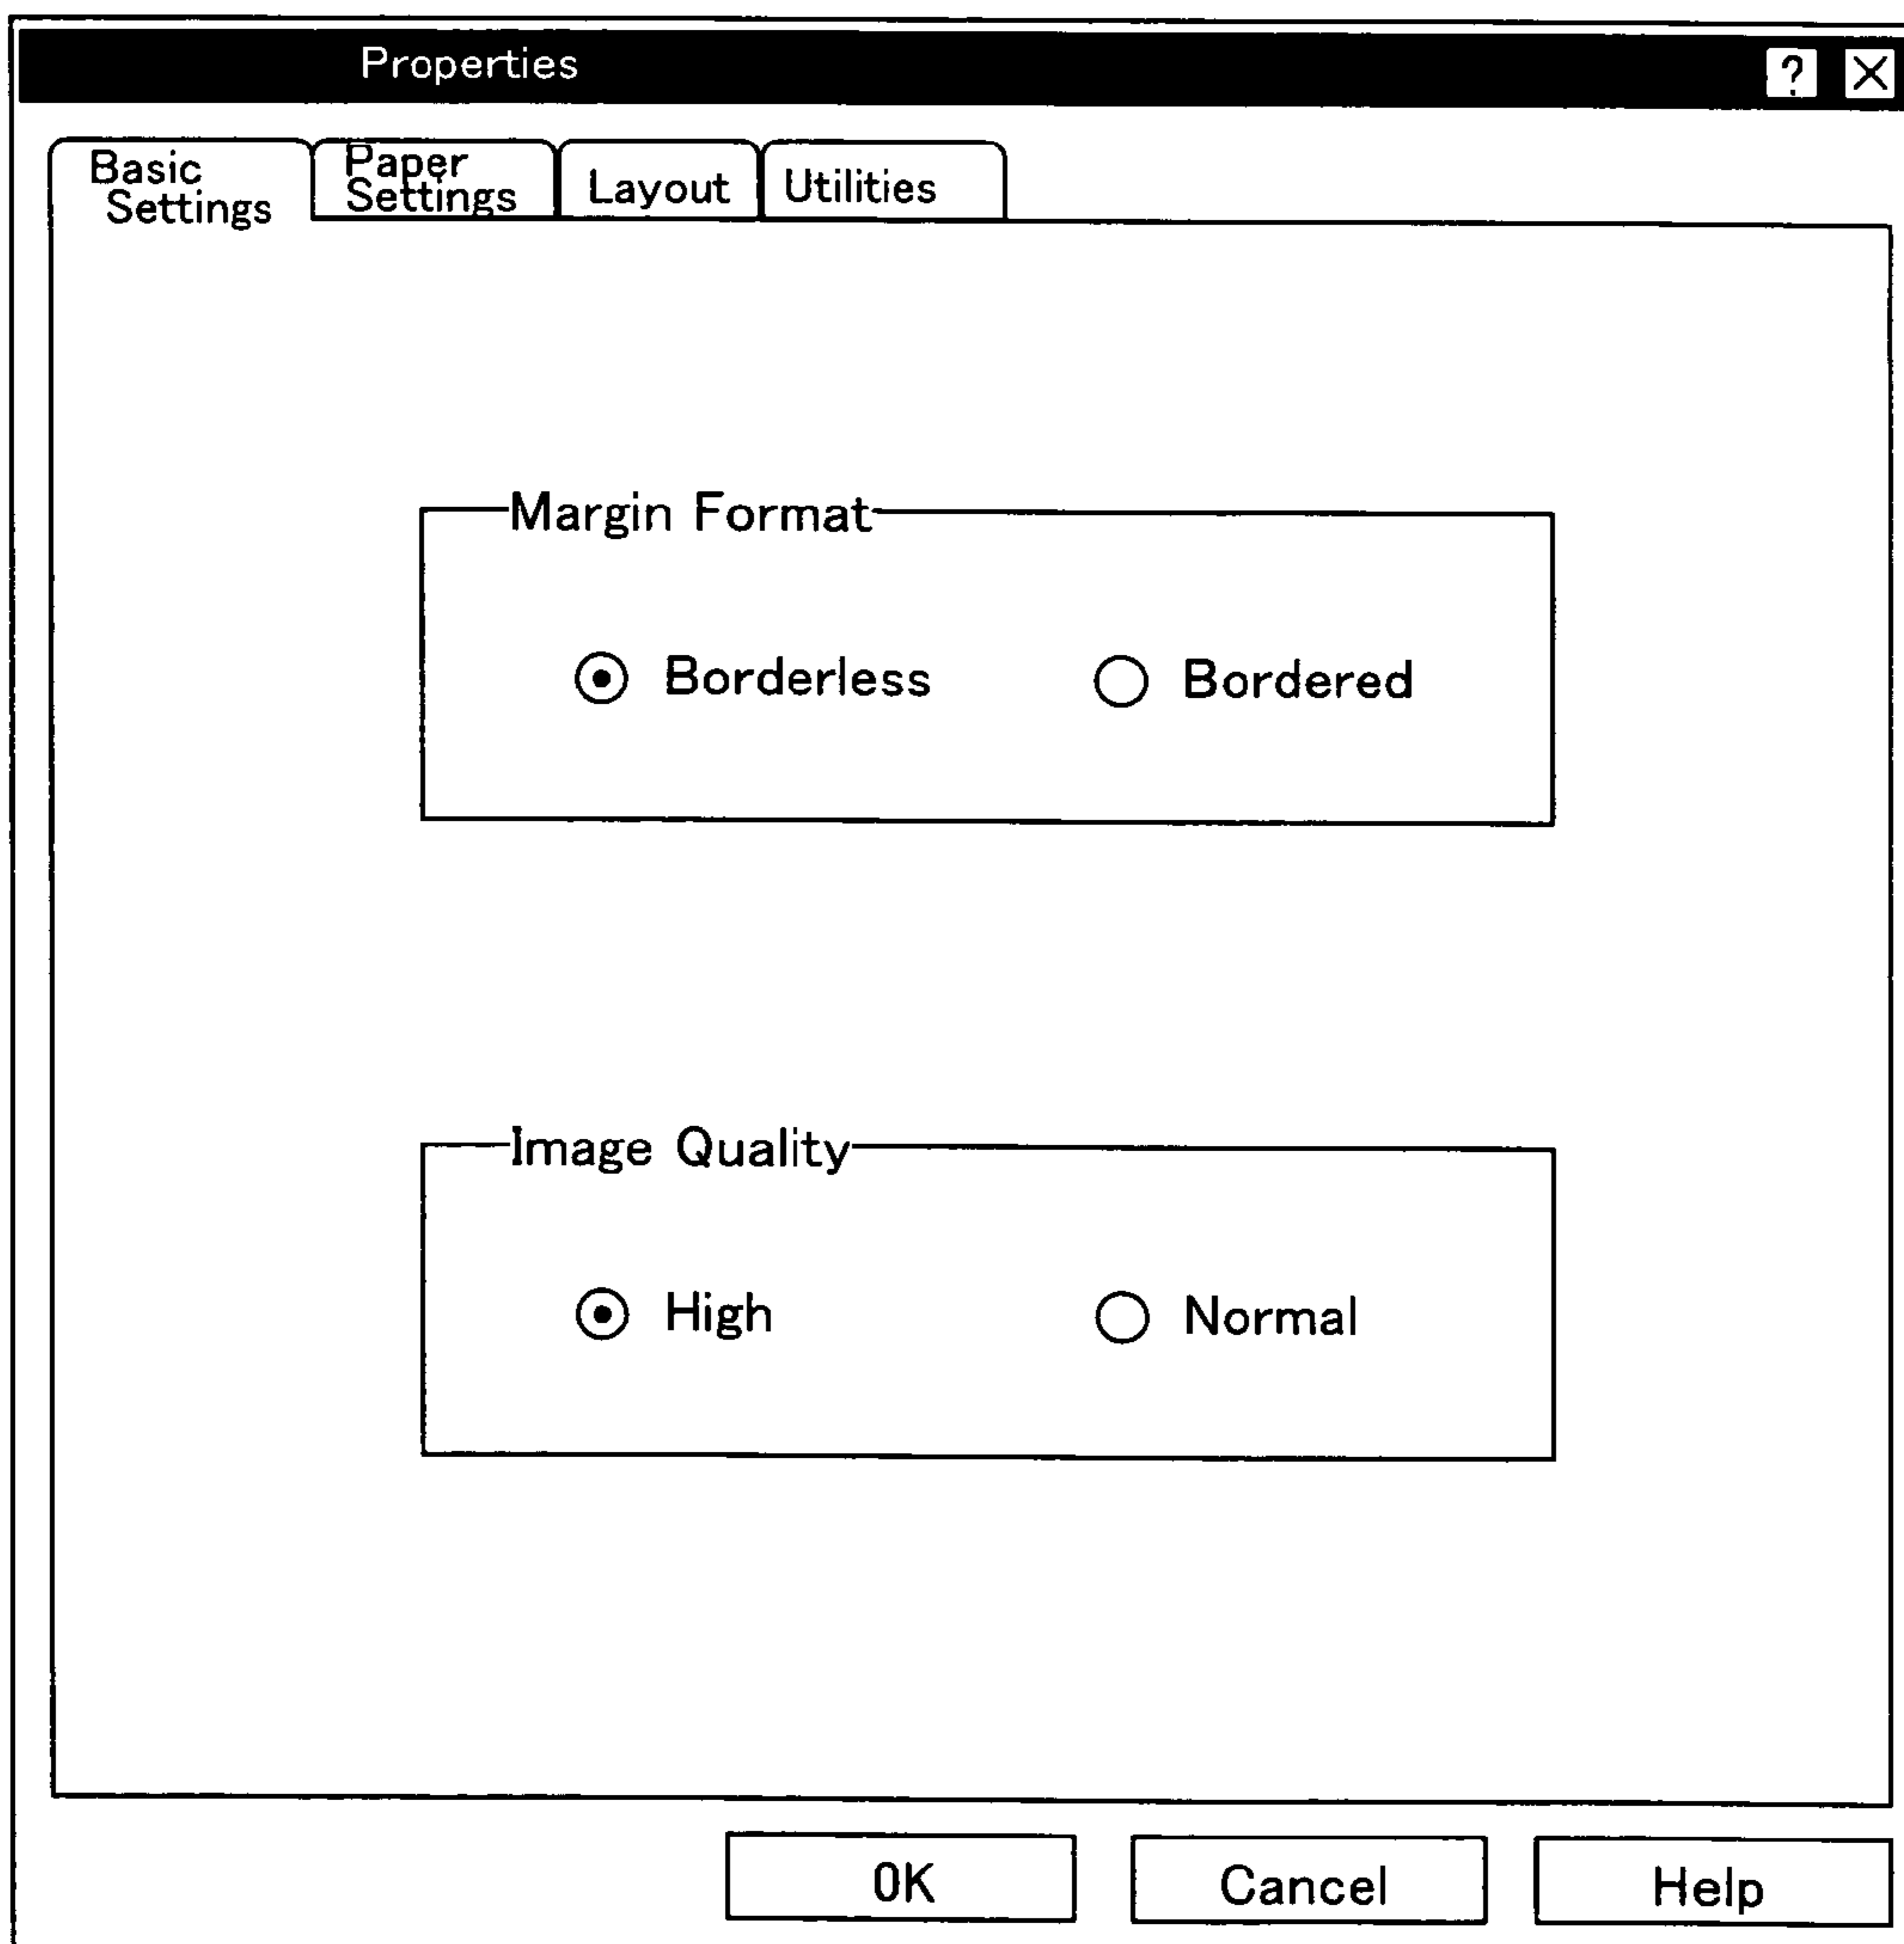 Properties
?
Basic
Settings
Paper
Settings
Layout
Utilities
Margin Format
Borderless
Bordered
Image Quality
High
Normal
OK
Cancel
Help